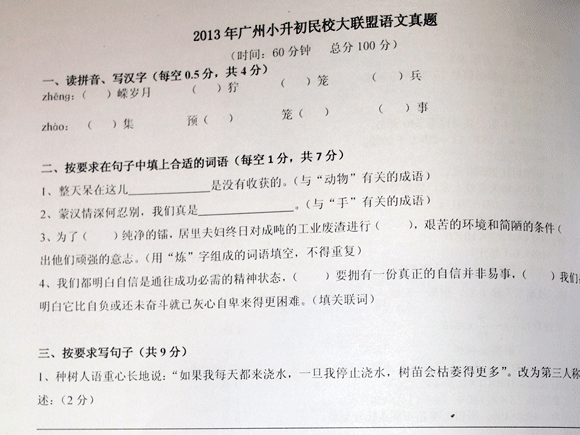 2013年广州小升初民校大联盟语文真题
（时间：60分钟 总分100分）
一、读拼音、写汉字（每空0.5分，共4分）
zhēng：（ ）嵘岁月 （ ）狞 （ ）笼 （ ）兵
zhào：（ ）集 预（ ） 笼（ ） （ ）事
二、按要求在句子中填上合适的词语（每空1分，共7分）
1、整天呆在这儿____________是没有收获的。（与“动物”有关的成语）
2、蒙汉情深何忍别，我们真是______________。（与“手”有关的成语）
3、为了（ ）纯净的镭，居里夫妇终日对成吨的工业废渣进行（ ），艰苦的环境和简陋的条件（
出他们顽强的意志。（用“炼”字组成的词语填空，不得重复）
4、我们都明白自信是通往成功必需的精神状态，（ ）要拥有一份真正的自信并非易事，（ ）我们
明白它比自负或还未奋斗就已灰心自卑来得更困难。（填关联词）
三、按要求写句子（共9分）
1、种树人语重心长地说：“如果我每天都来浇水，一旦我停止浇水，树苗会枯萎得更多”。改为第三人称
述：（2分）